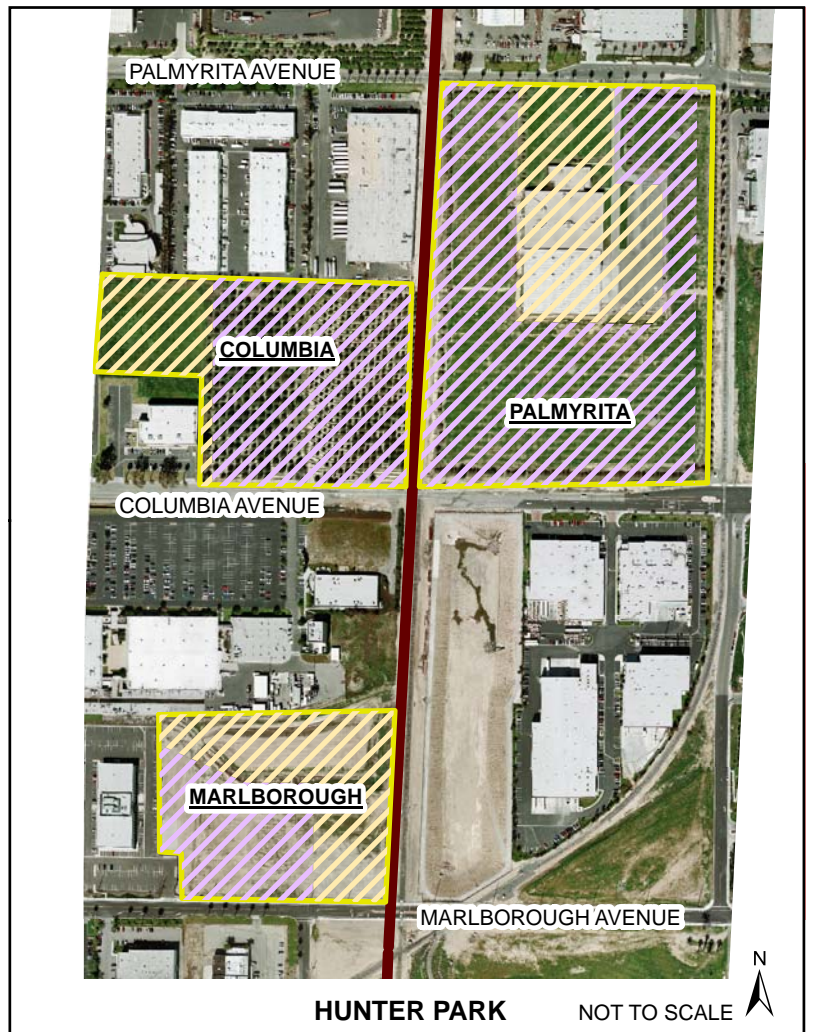 PALMYRITA AVENUE
COLUMBIA
PALMYRITA
COLUMBIA AVENUE
MARLBOROUGH
MARLBOROUGH AVENUE
N
HUNTER PARK
NOT TO SCALE